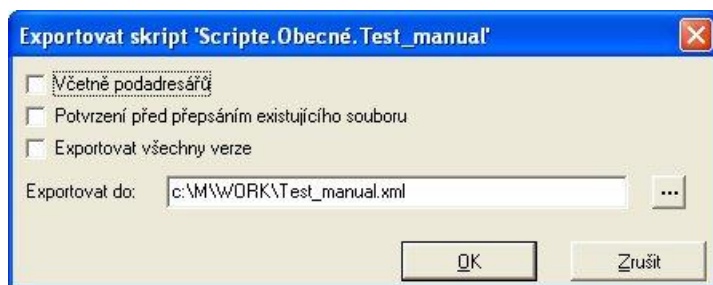 Exportovat skript 'Scripte.Obecné.Test_manual'
Včetně podadresářů
Potvrzení před přepsáním existujícího souboru
Exportovat všechny verze
Exportovat do: c:\M\WORK\Test_manual.xml ...
OK Zrušit